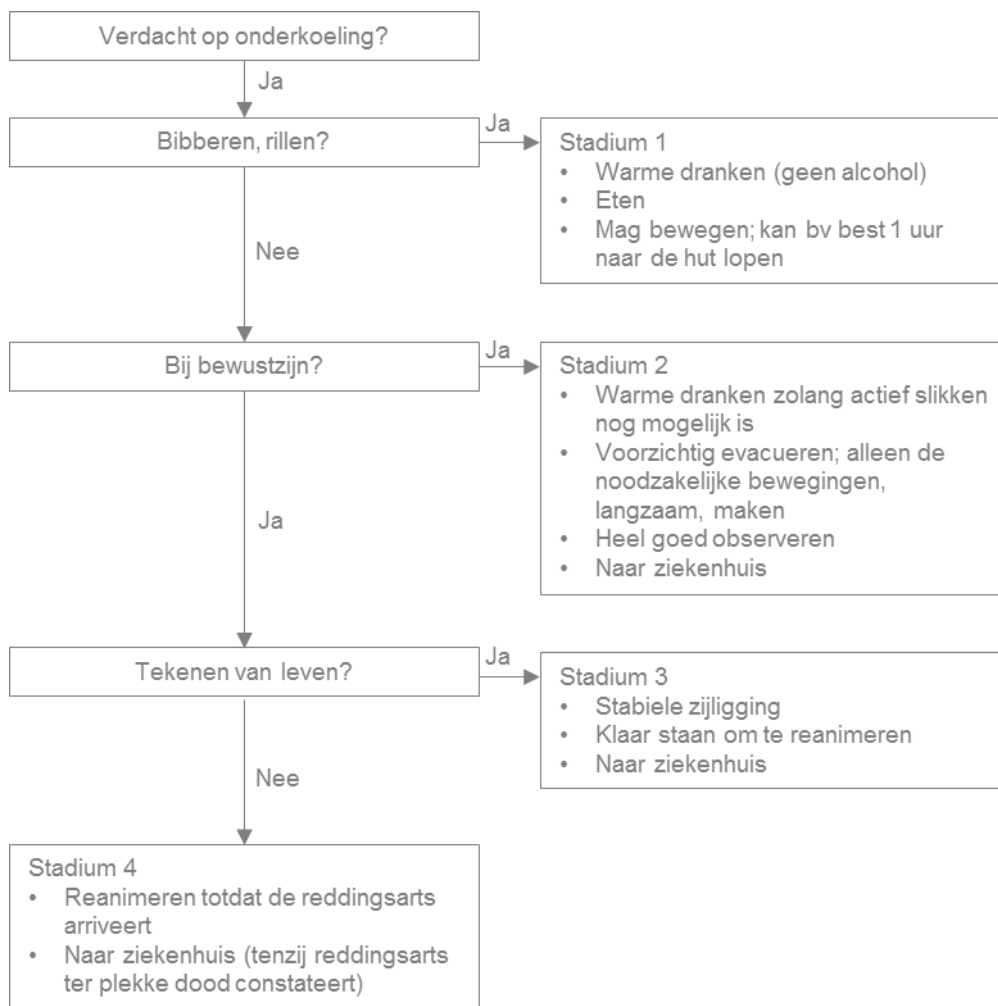 Verdacht op onderkoeling?
Ja
Bibberen, rillen?
Ja
Stadium 1
• Warme dranken (geen alcohol)
• Eten
• Mag bewegen; kan bv best 1 uur
naar de hut lopen
Nee
Bij bewustzijn?
Ja
Stadium 2
• Warme dranken zolang actief slikken
nog mogelijk is
• Voorzichtig evacueren; alleen de
noodzakelijke bewegingen,
langzaam, maken
• Heel goed observeren
• Naar ziekenhuis
Ja
Tekenen van leven?
Ja
Stadium 3
• Stabiele zijligging
• Klaar staan om te reanimeren
• Naar ziekenhuis
Nee
Stadium 4
• Reanimeren totdat de reddingsarts
arriveert
• Naar ziekenhuis (tenzij reddingsarts
ter plekke dood constateert)